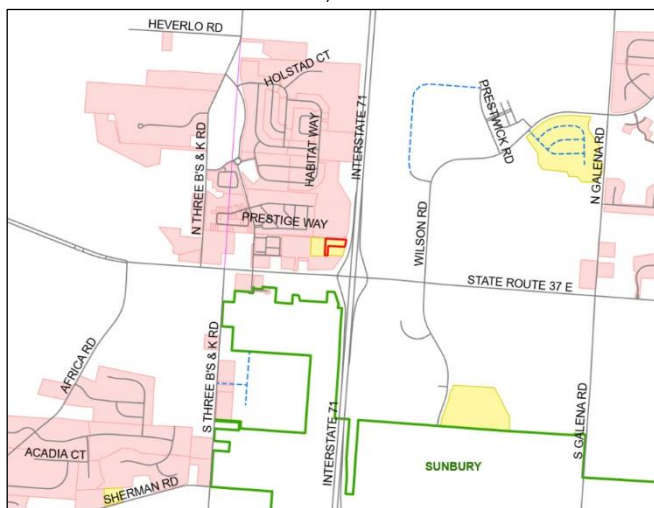 HEVERLO RD
HOLSTAD CT
HABITAT WAY
INTERSTATE 71
PRESTWICK RD
N GALENA RD
N THREE B'S & K RD
PRESTIGE WAY
WILSON RD
STATE ROUTE 37 E
AFRICA RD
S THREE B'S & K RD
INTERSTATE 71
S GALENA RD
ACADIA CT
SUNBURY
SHERMAN RD